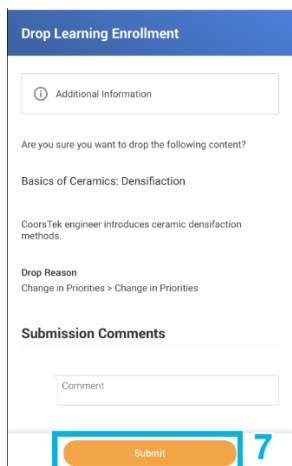 Drop Learning Enrollment
Additional Information
Are you sure you want to drop the following content?
Basics of Ceramics: Densifiaction
CoorsTek engineer introduces ceramic densifaction
methods.
Drop Reason
Change in Priorities > Change in Priorities
Submission Comments
Comment
Submit
7